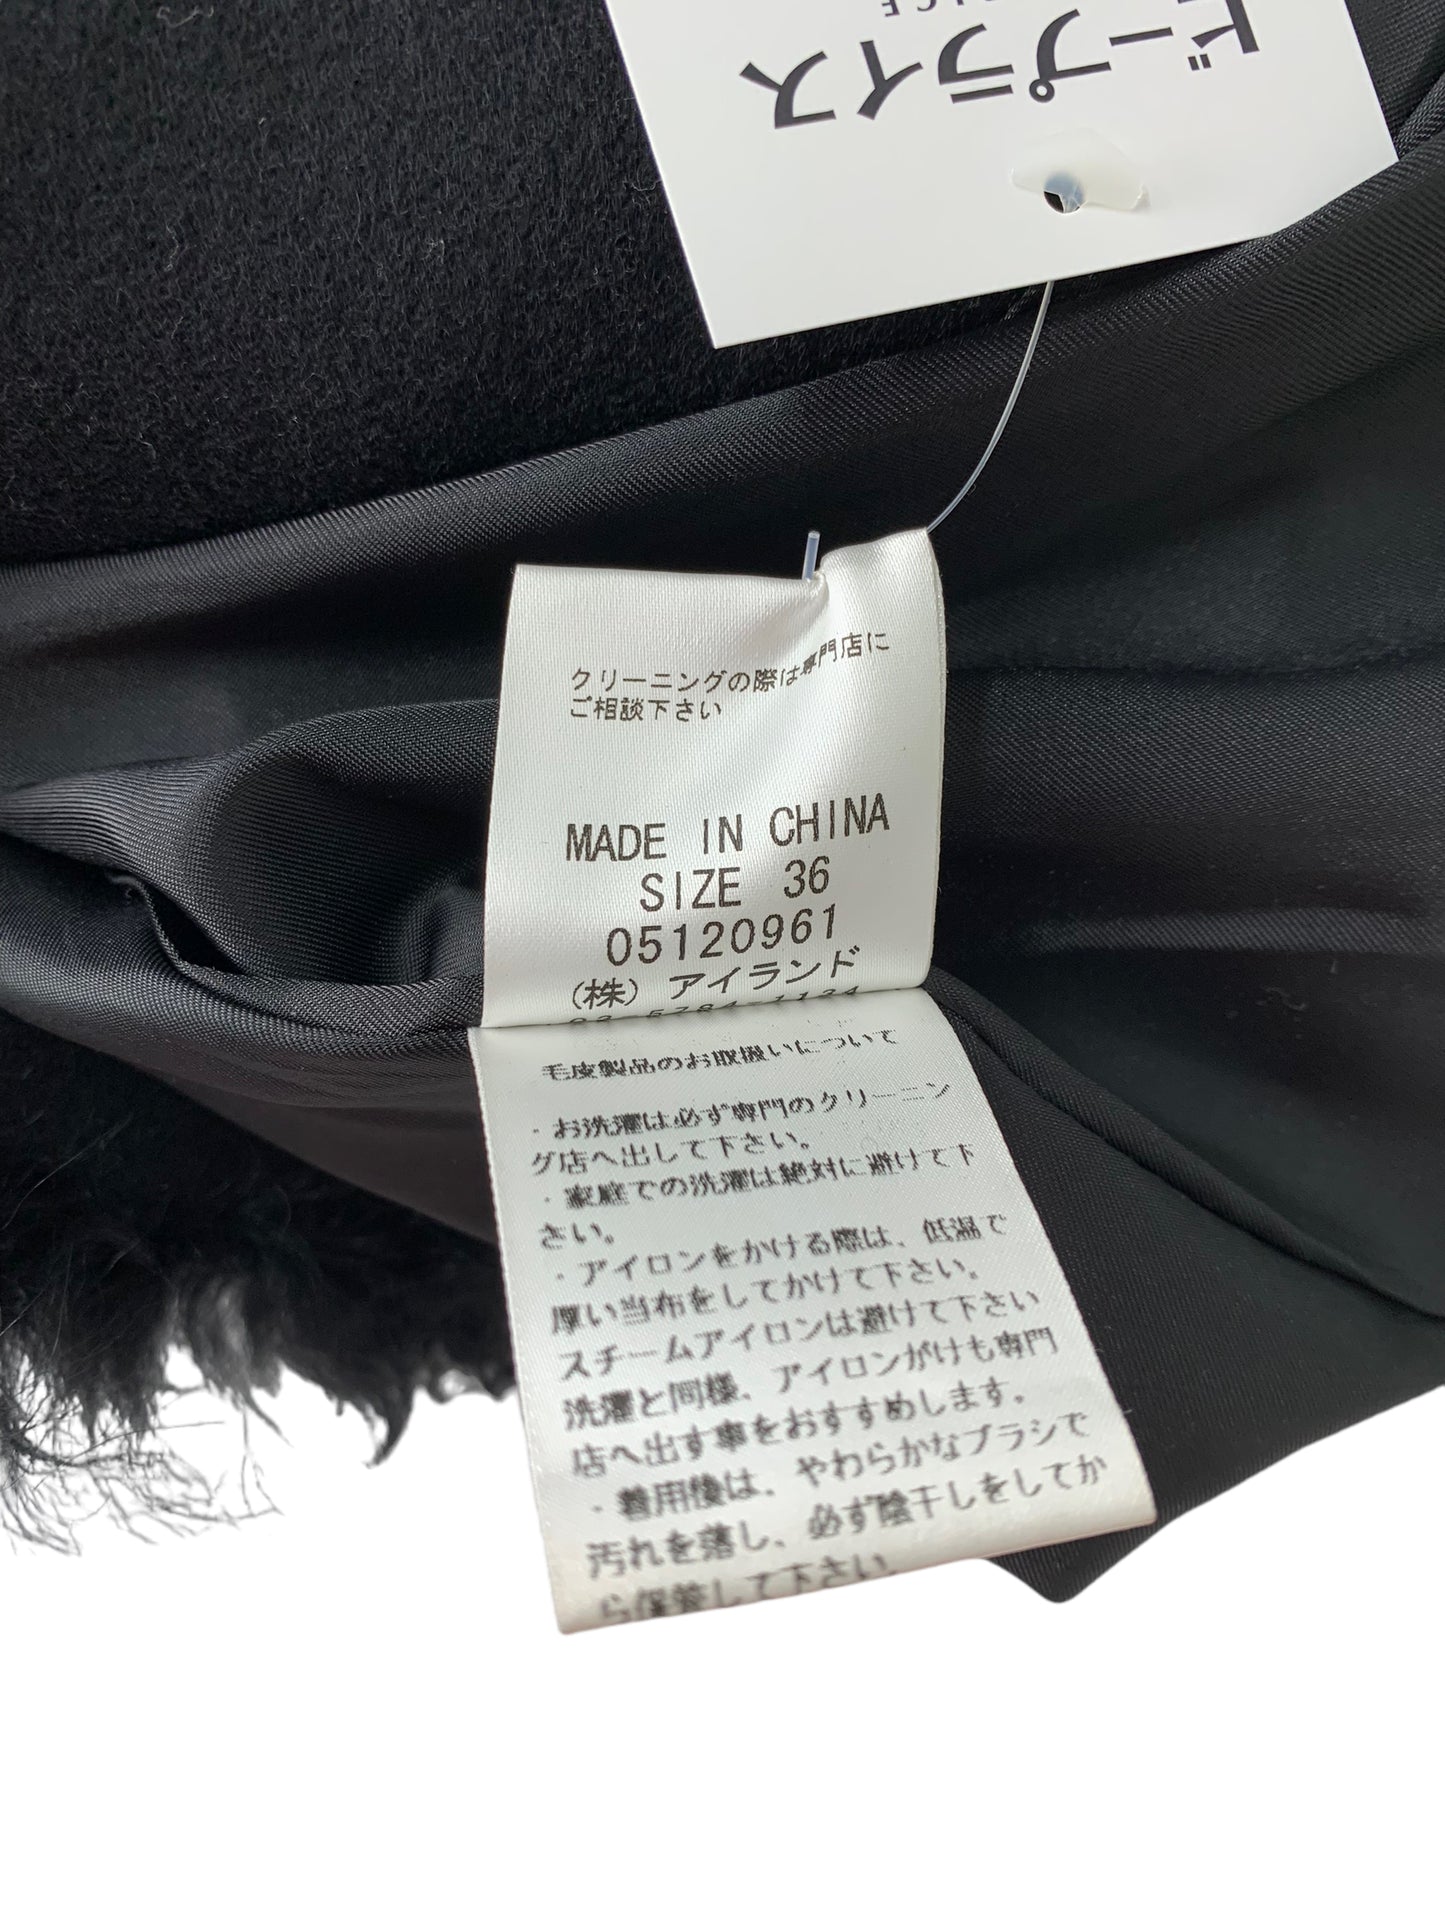 ビープライス
クリーニングの際は専門店に
ご相談下さい
MADE IN CHINA
SIZE 36
05120961
(株) アイランド
毛皮製品のお取扱いについて
・お洗濯は必ず専門のクリーニン
グ店へ出して下さい。
・家庭での洗濯は絶対に避けて下
さい。
・アイロンをかける際は、低温で
厚い当布をしてかけて下さい。
スチームアイロンは避けて下さい
洗濯と同様、アイロンがけも専門
店へ出す事をおすすめします。
・着用後は、やわらかなブラシで
汚れを落し、必ず陰干しをしてか
ら保管して下さい。